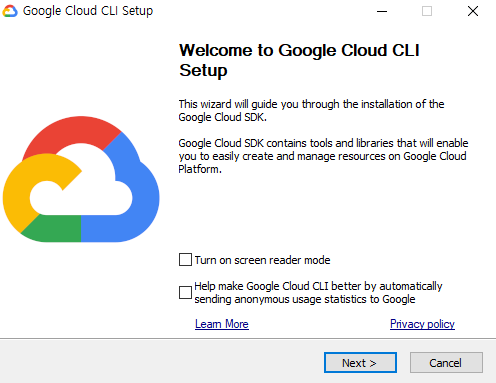 Google Cloud CLI Setup
Welcome to Google Cloud CLI
Setup
This wizard will guide you through the installation of the
Google Cloud SDK.
Google Cloud SDK contains tools and libraries that will enable
you to easily create and manage resources on Google Cloud
Platform.
Turn on screen reader mode
Help make Google Cloud CLI better by automatically
sending anonymous usage statistics to Google
Learn More Privacy policy
Next > Cancel